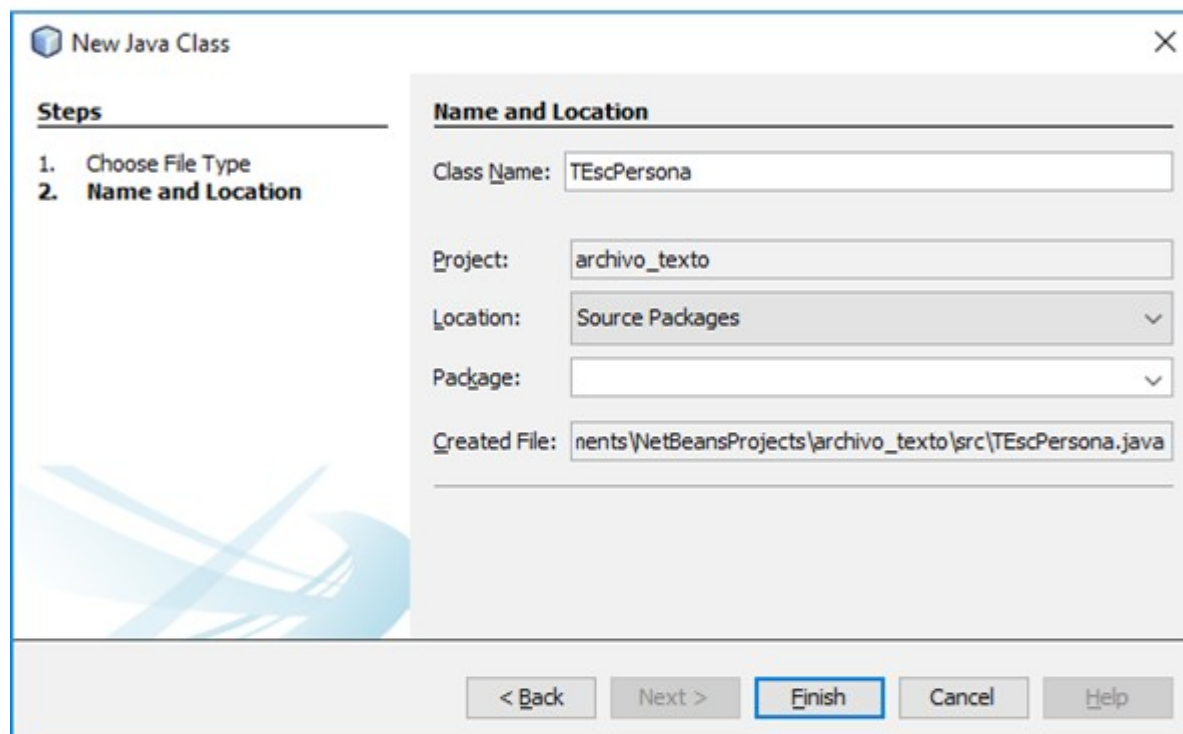 New Java Class
Steps
1. Choose File Type
2. Name and Location
Name and Location
Class Name: TEscPersona
Project: archivo_texto
Location: Source Packages
Package:
Created File: nents\NetBeansProjects\archivo_texto\src\TEscPersona.java
< Back Next > Finish Cancel Help